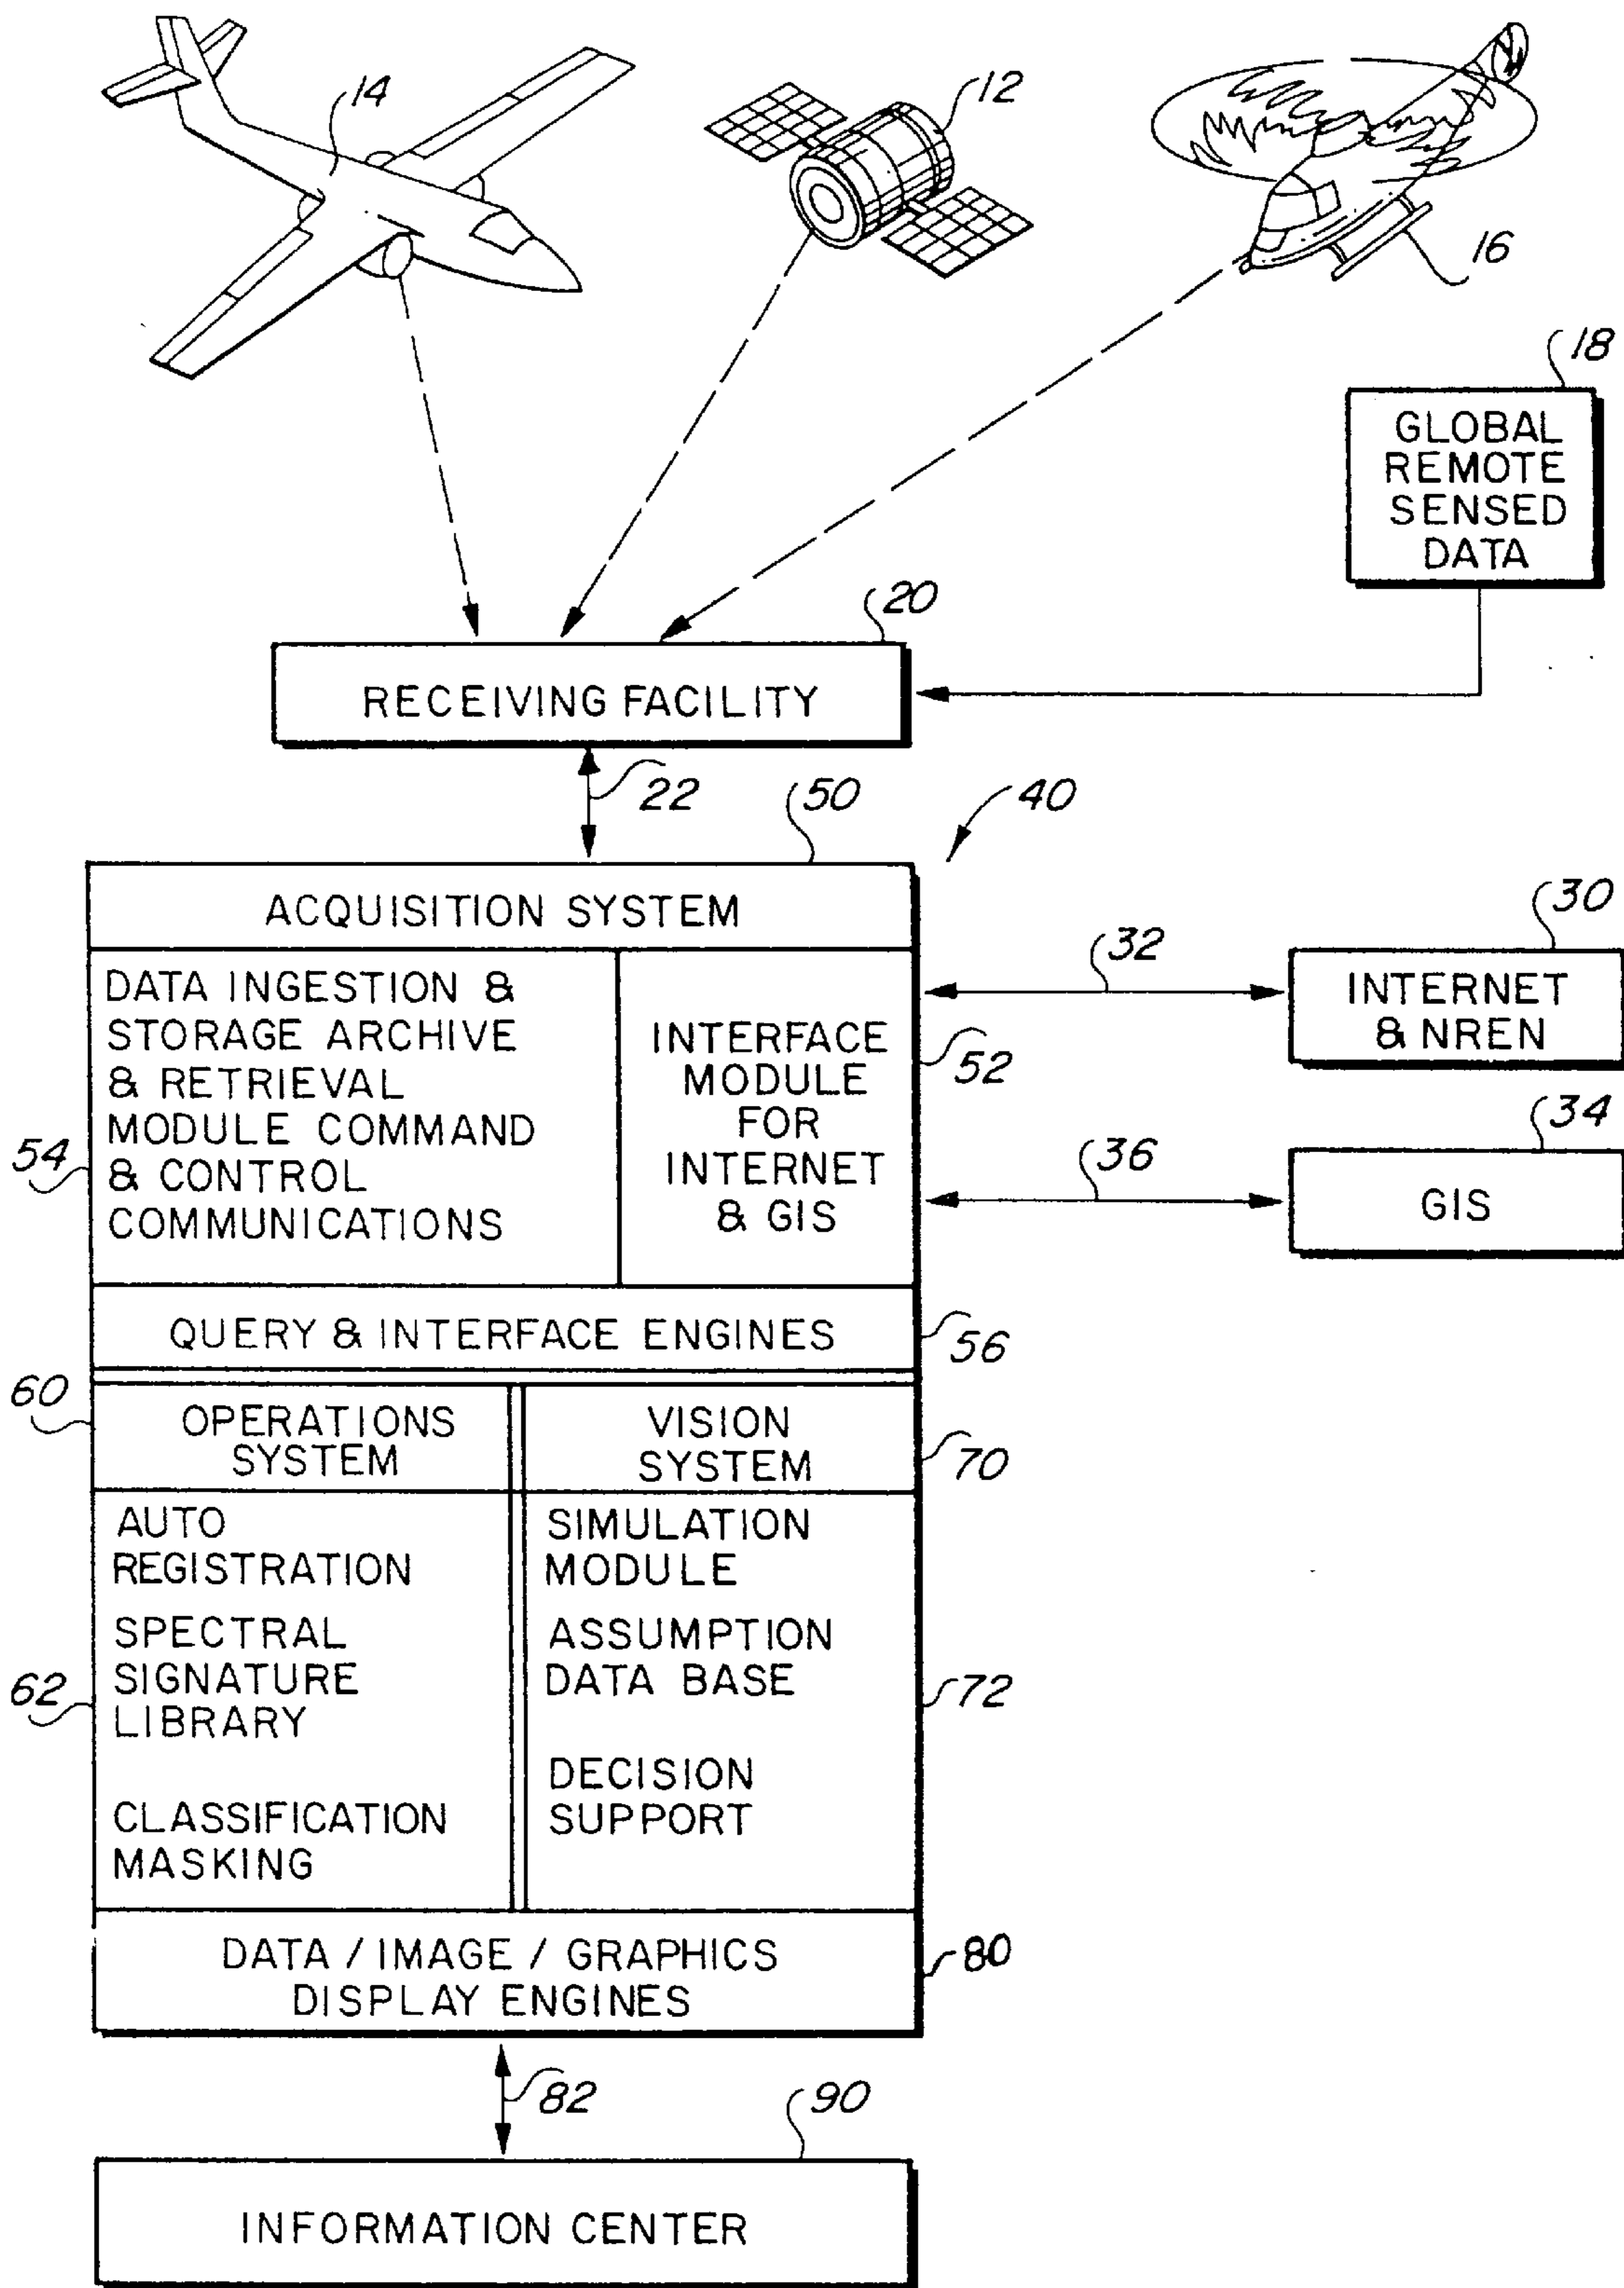 14
12
16
18
GLOBAL
REMOTE
SENSED
DATA
20
RECEIVING FACILITY
22
50
40
ACQUISITION SYSTEM
DATA INGESTION &
STORAGE ARCHIVE
& RETRIEVAL
MODULE COMMAND
& CONTROL
COMMUNICATIONS
54
INTERFACE
MODULE
FOR
INTERNET
& GIS
52
32
30
INTERNET
& NREN
36
34
GIS
QUERY & INTERFACE ENGINES
56
60
OPERATIONS
SYSTEM
VISION
SYSTEM
70
AUTO
REGISTRATION
SPECTRAL
SIGNATURE
LIBRARY
62
CLASSIFICATION
MASKING
SIMULATION
MODULE
ASSUMPTION
DATA BASE
72
DECISION
SUPPORT
DATA / IMAGE / GRAPHICS
DISPLAY ENGINES
80
82
90
INFORMATION CENTER